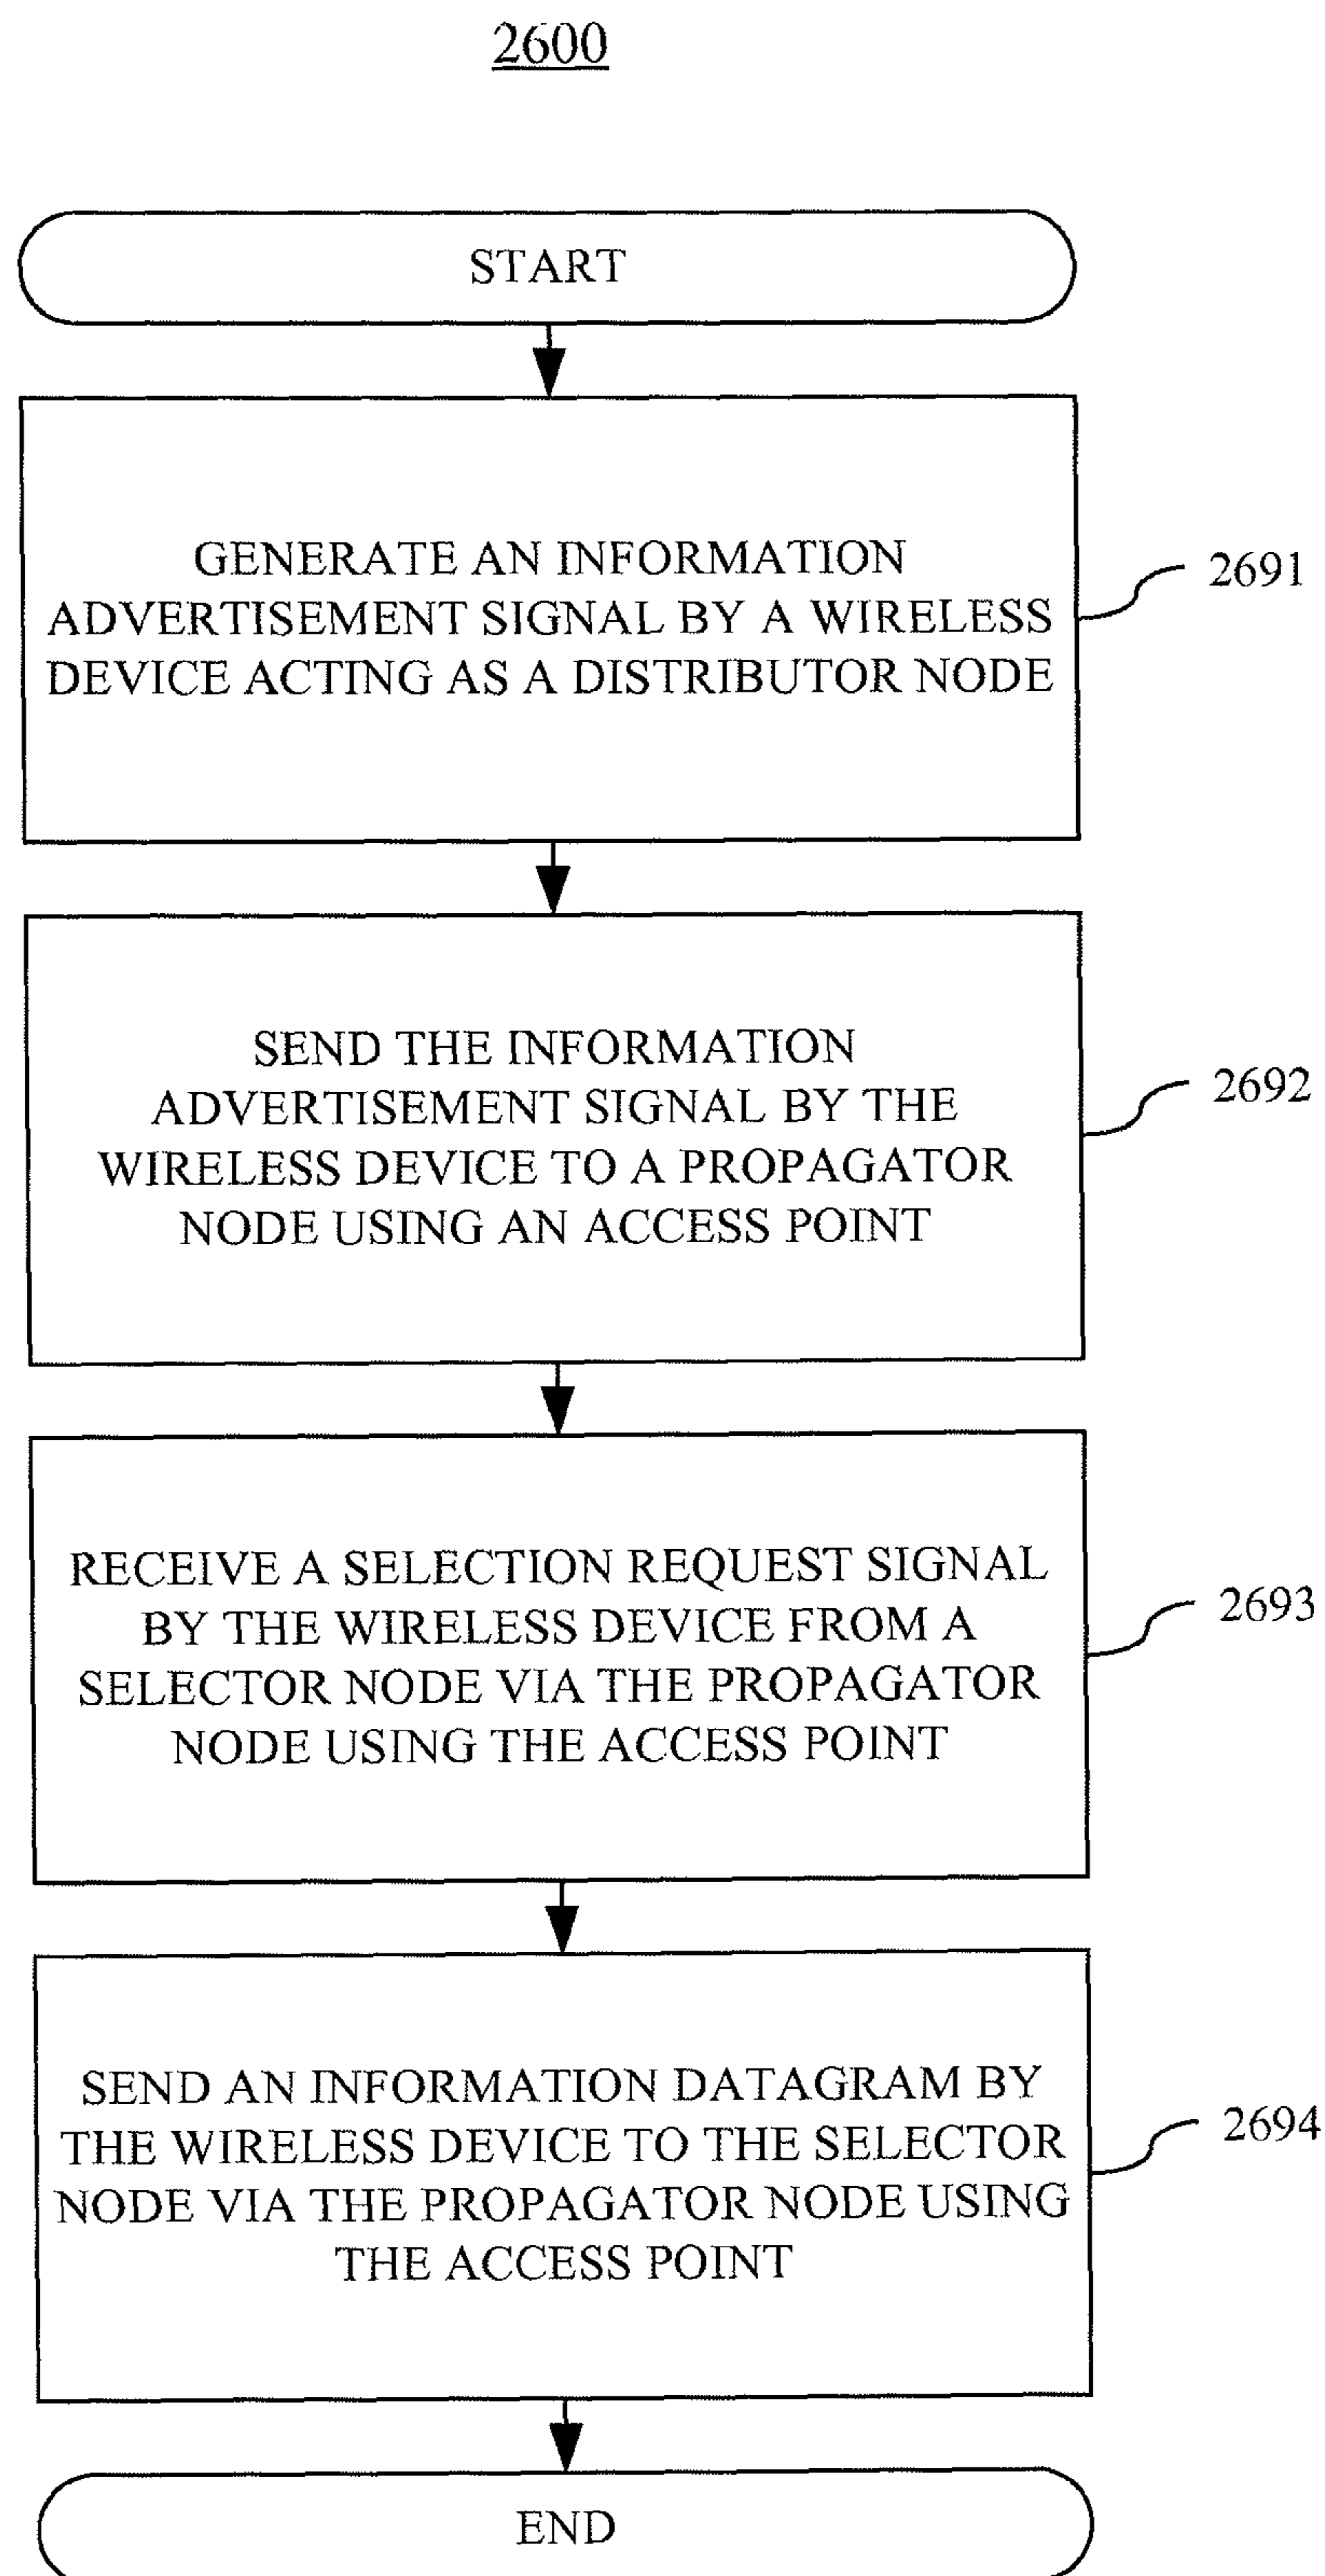 2600
START
GENERATE AN INFORMATION
ADVERTISEMENT SIGNAL BY A WIRELESS
DEVICE ACTING AS A DISTRIBUTOR NODE
2691
SEND THE INFORMATION
ADVERTISEMENT SIGNAL BY THE
WIRELESS DEVICE TO A PROPAGATOR
NODE USING AN ACCESS POINT
2692
RECEIVE A SELECTION REQUEST SIGNAL
BY THE WIRELESS DEVICE FROM A
SELECTOR NODE VIA THE PROPAGATOR
NODE USING THE ACCESS POINT
2693
SEND AN INFORMATION DATAGRAM BY
THE WIRELESS DEVICE TO THE SELECTOR
NODE VIA THE PROPAGATOR NODE USING
THE ACCESS POINT
2694
END